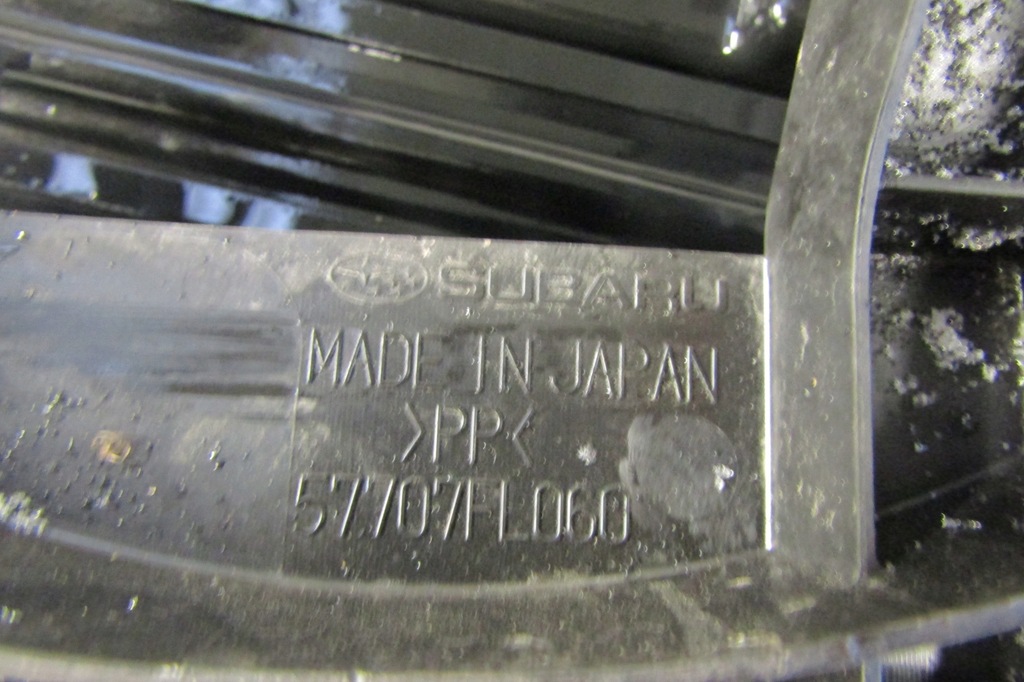 SUBARU
MADE IN JAPAN
>PP<
57707FL060